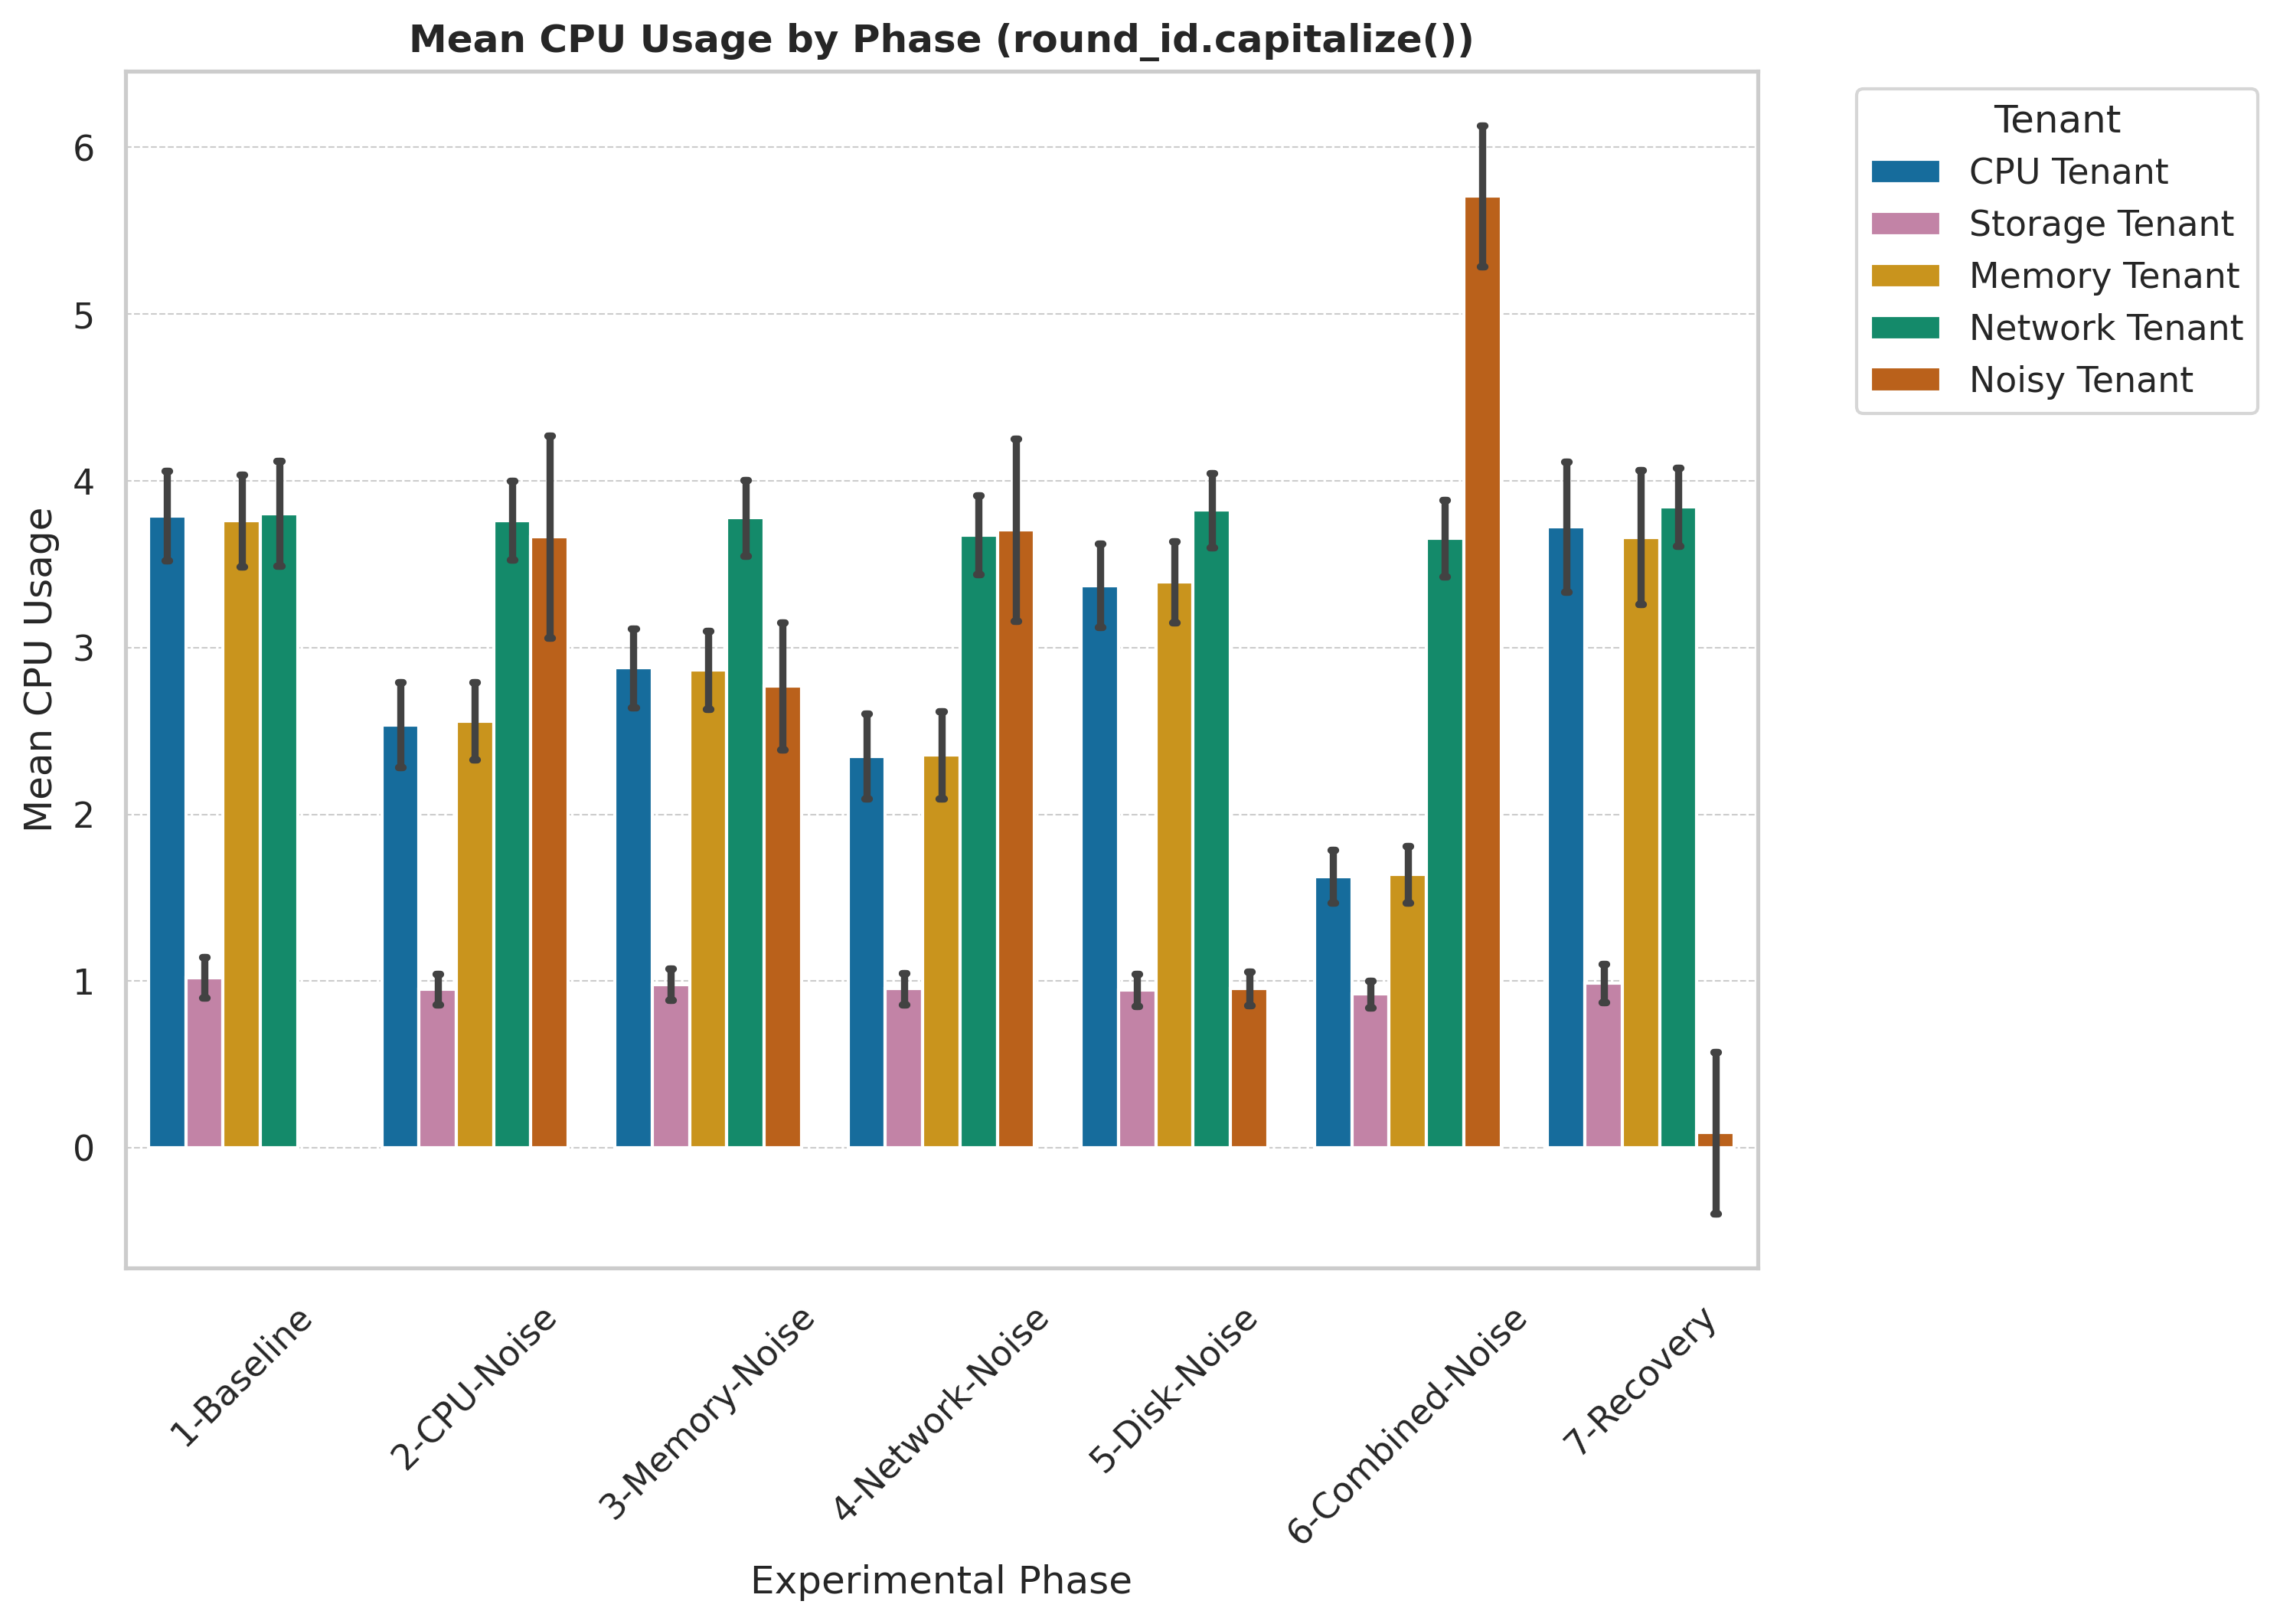 Mean CPU Usage by Phase (round_id.capitalize())
Mean CPU Usage
6
5
4
3
2
1
0
1-Baseline
2-CPU-Noise
3-Memory-Noise
4-Network-Noise
5-Disk-Noise
6-Combined-Noise
7-Recovery
Experimental Phase
Tenant
CPU Tenant
Storage Tenant
Memory Tenant
Network Tenant
Noisy Tenant